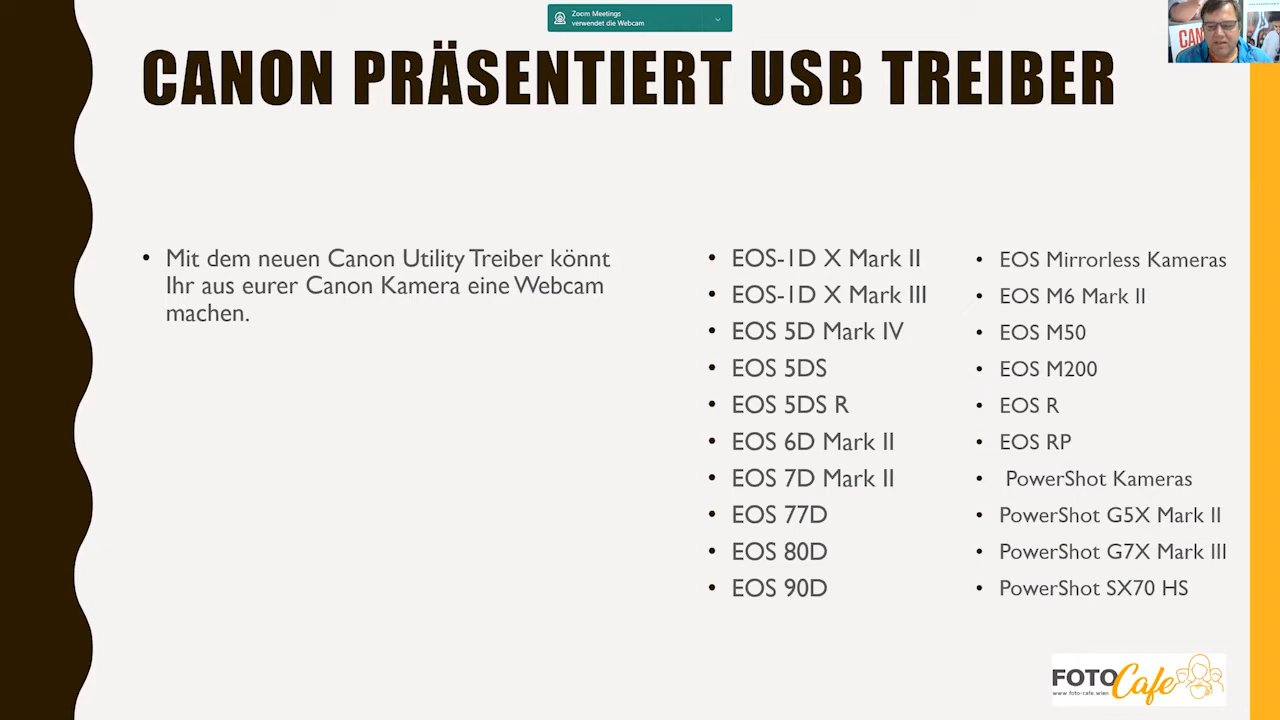 Zoom Meetings
verwendet die Webcam
CAN
CANON PRÄSENTIERT USB TREIBER
• Mit dem neuen Canon Utility Treiber könnt
Ihr aus eurer Canon Kamera eine Webcam
machen.
• EOS-1D X Mark II
• EOS-1D X Mark III
• EOS 5D Mark IV
• EOS 5DS
• EOS 5DS R
• EOS 6D Mark II
• EOS 7D Mark II
• EOS 77D
• EOS 80D
• EOS 90D
• EOS Mirrorless Kameras
• EOS M6 Mark II
• EOS M50
• EOS M200
• EOS R
• EOS RP
• PowerShot Kameras
• PowerShot G5X Mark II
• PowerShot G7X Mark III
• PowerShot SX70 HS
FOTO Cafe
www.foto-cafe.wien